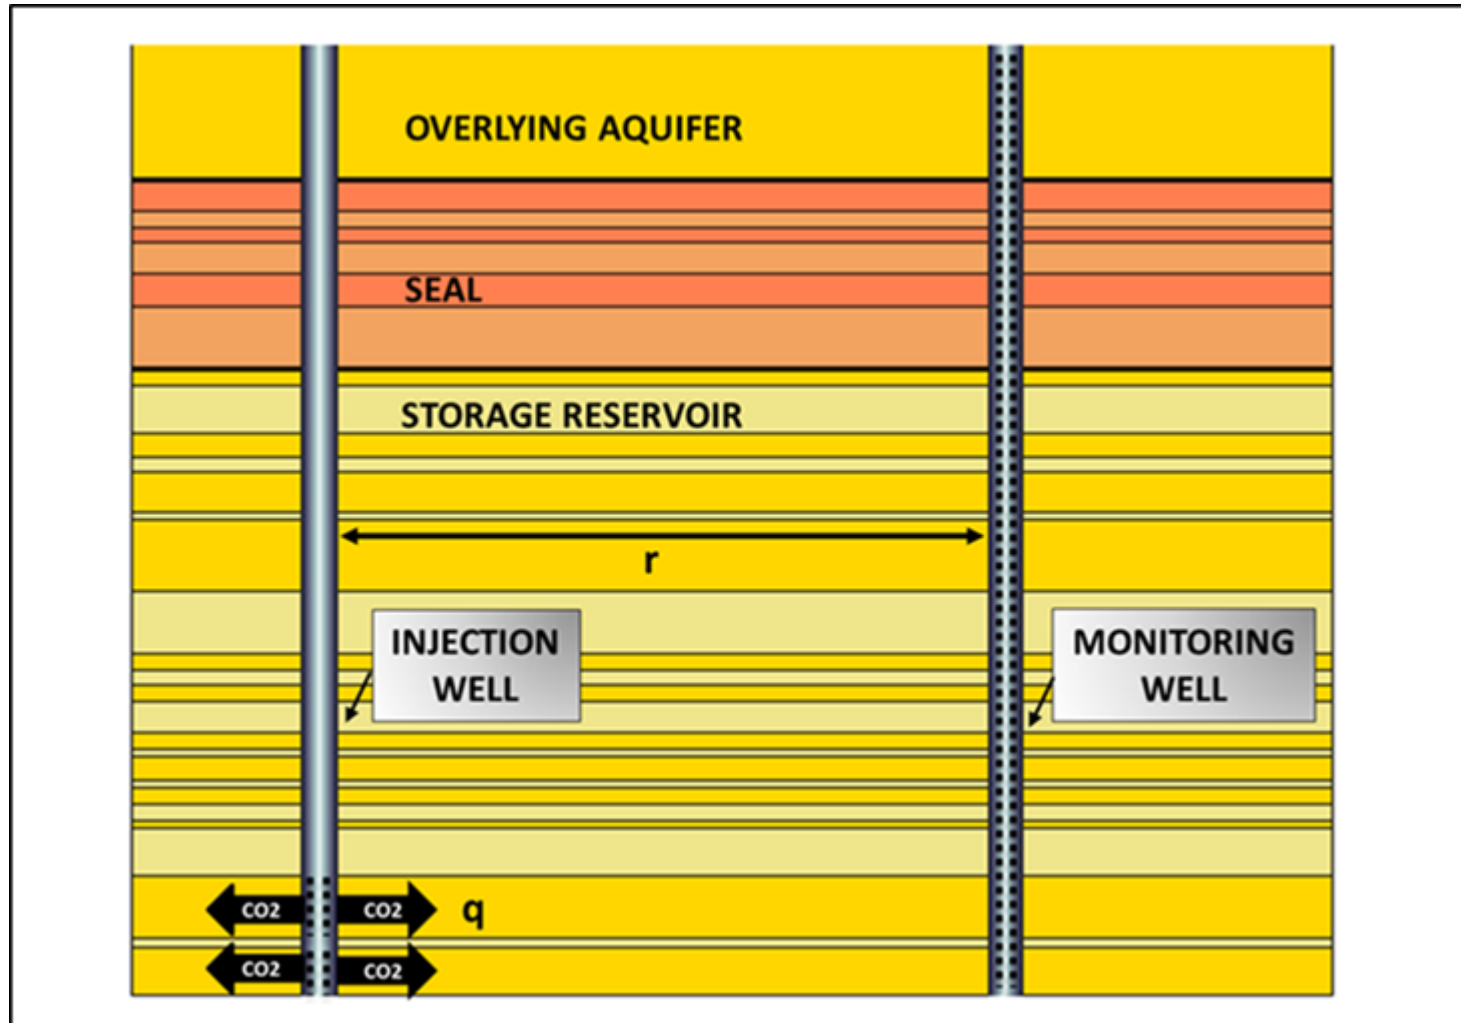 OVERLYING AQUIFER
SEAL
STORAGE RESERVOIR
r
INJECTION
WELL
MONITORING
WELL
CO2 CO2 q
CO2 CO2